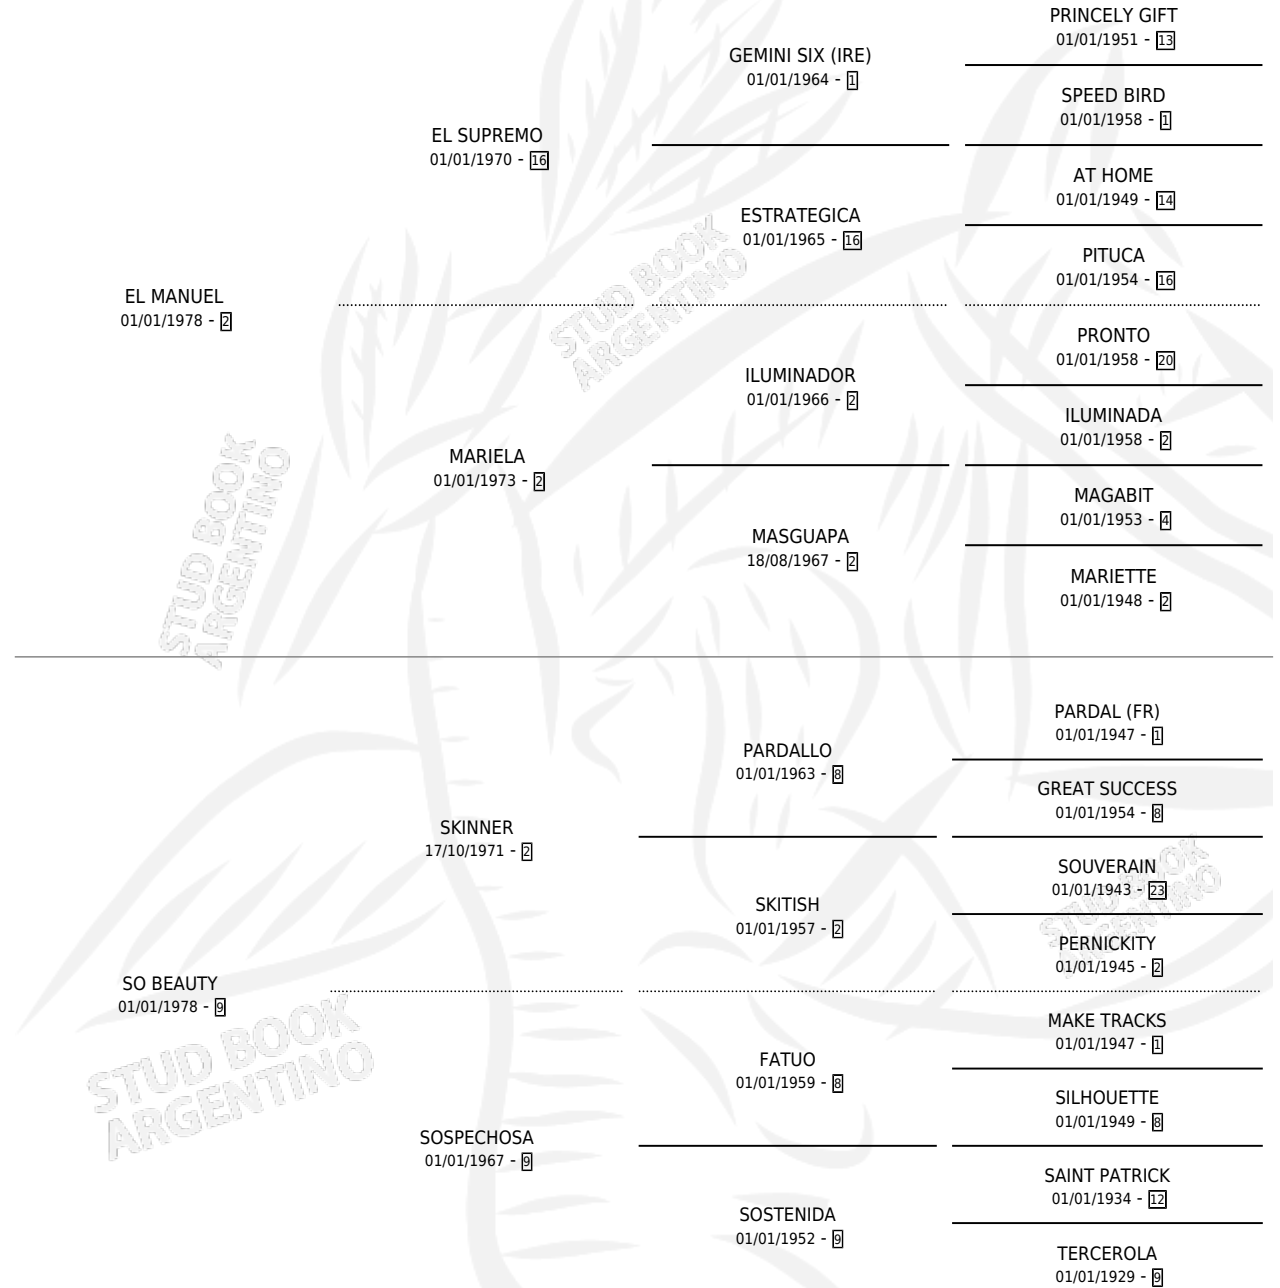 PRINCELY GIFT
01/01/1951 - 13
GEMINI SIX (IRE)
01/01/1964 - 1
SPEED BIRD
01/01/1958 - 1
EL SUPREMO
01/01/1970 - 16
AT HOME
01/01/1949 - 14
ESTRATEGICA
01/01/1965 - 16
PITUCA
01/01/1954 - 16
EL MANUEL
01/01/1978 - 2
PRONTO
01/01/1958 - 20
ILUMINADOR
01/01/1966 - 2
ILUMINADA
01/01/1958 - 2
MARIELA
01/01/1973 - 2
MAGABIT
01/01/1953 - 4
MASGUAPA
18/08/1967 - 2
MARIETTE
01/01/1948 - 2
STUD BOOK
ARGENTINO
STUD BOOK
ARGENTINO
PARDAL (FR)
01/01/1947 - 1
PARDALLO
01/01/1963 - 8
GREAT SUCCESS
01/01/1954 - 8
SKINNER
17/10/1971 - 2
SOUVERAIN
01/01/1943 - 23
SKITISH
01/01/1957 - 2
PERNICKITY
01/01/1945 - 2
SO BEAUTY
01/01/1978 - 9
MAKE TRACKS
01/01/1947 - 1
FATUO
01/01/1959 - 8
SILHOUETTE
01/01/1949 - 8
SOSPECHOSA
01/01/1967 - 9
SAINT PATRICK
01/01/1934 - 12
SOSTENIDA
01/01/1952 - 9
TERCEROLA
01/01/1929 - 9
STUD BOOK
ARGENTINO
STUD BOOK
ARGENTINO